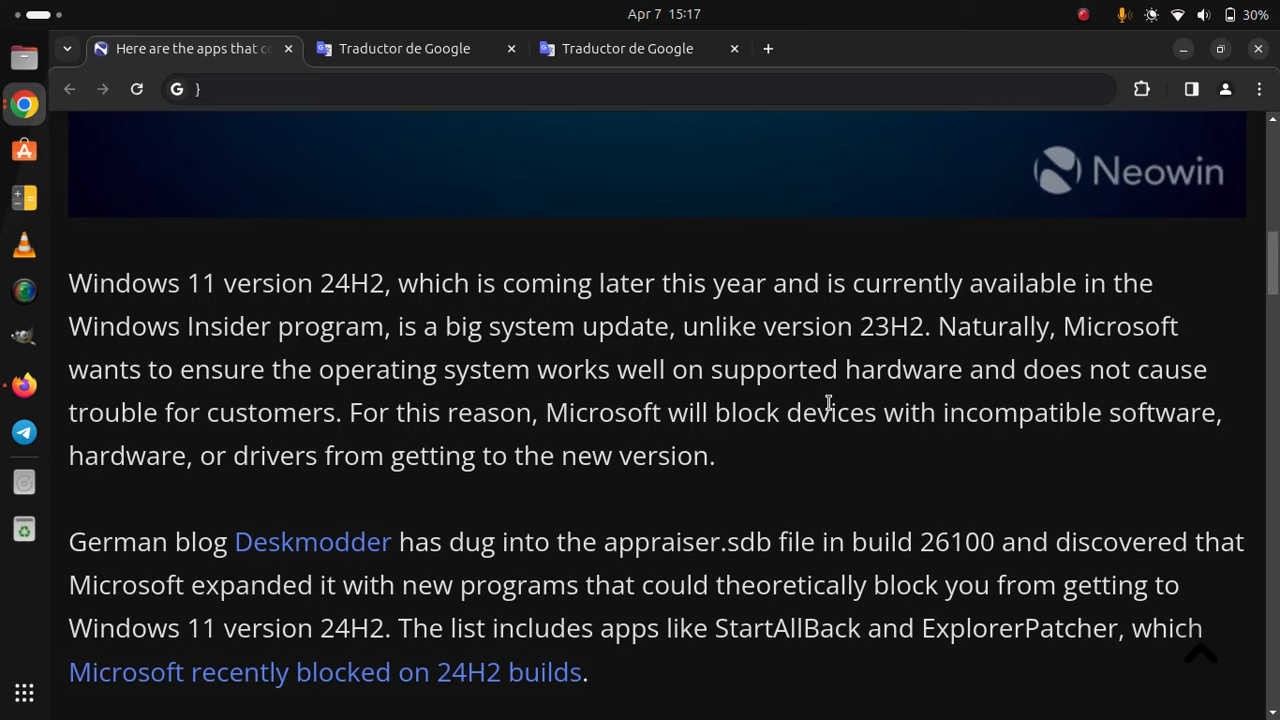 Apr 7 15:17
30%
Here are the apps that co
Traductor de Google
Traductor de Google
}
Neowin
Windows 11 version 24H2, which is coming later this year and is currently available in the
Windows Insider program, is a big system update, unlike version 23H2. Naturally, Microsoft
wants to ensure the operating system works well on supported hardware and does not cause
trouble for customers. For this reason, Microsoft will block devices with incompatible software,
hardware, or drivers from getting to the new version.
German blog Deskmodder has dug into the appraiser.sdb file in build 26100 and discovered that
Microsoft expanded it with new programs that could theoretically block you from getting to
Windows 11 version 24H2. The list includes apps like StartAllBack and ExplorerPatcher, which
Microsoft recently blocked on 24H2 builds.